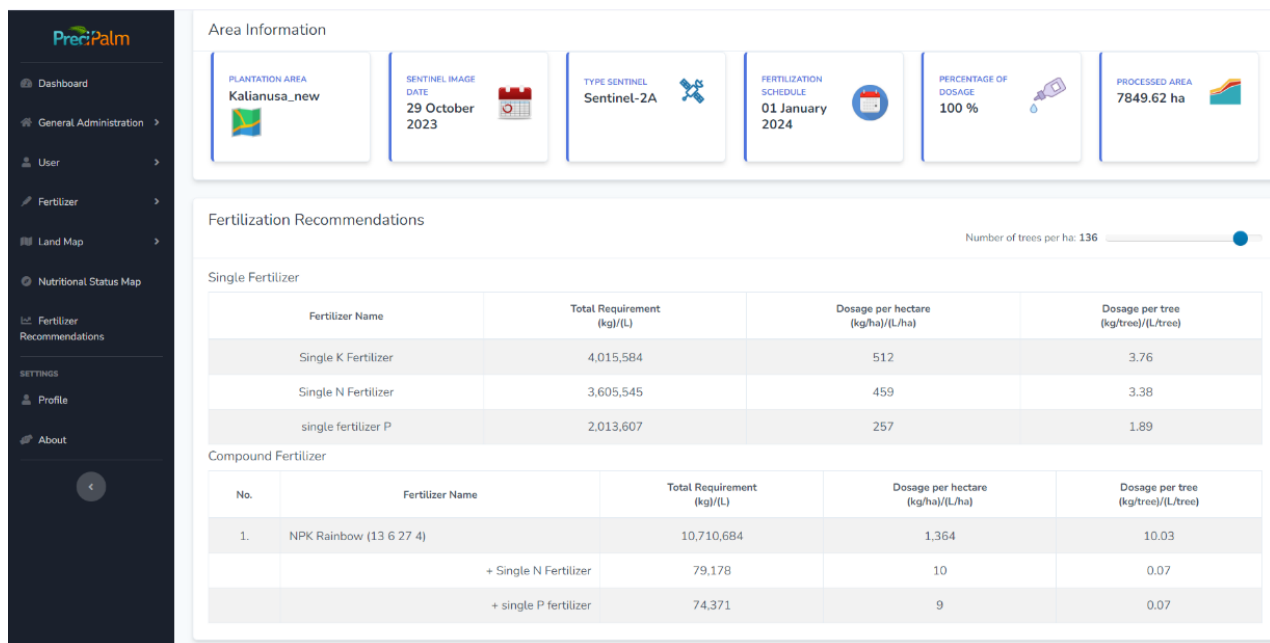 PreciPalm
Dashboard
General Administration >
User >
Fertilizer >
Land Map >
Nutritional Status Map
Fertilizer
Recommendations
SETTINGS
Profile
About
<
Area Information
PLANTATION AREA
Kalianusa_new
SENTINEL IMAGE
DATE
29 October
2023
TYPE SENTINEL
Sentinel-2A
FERTILIZATION
SCHEDULE
01 January
2024
PERCENTAGE OF
DOSAGE
100 %
PROCESSED AREA
7849.62 ha
Fertilization Recommendations
Number of trees per ha: 136
Single Fertilizer
Fertilizer Name Total Requirement (kg)/(L) Dosage per hectare (kg/ha)/(L/ha) Dosage per tree (kg/tree)/(L/tree)
Single K Fertilizer 4,015,584 512 3.76
Single N Fertilizer 3,605,545 459 3.38
single fertilizer P 2,013,607 257 1.89
Compound Fertilizer
No. Fertilizer Name Total Requirement (kg)/(L) Dosage per hectare (kg/ha)/(L/ha) Dosage per tree (kg/tree)/(L/tree)
1. NPK Rainbow (13 6 27 4) 10,710,684 1,364 10.03
+ Single N Fertilizer 79,178 10 0.07
+ single P fertilizer 74,371 9 0.07